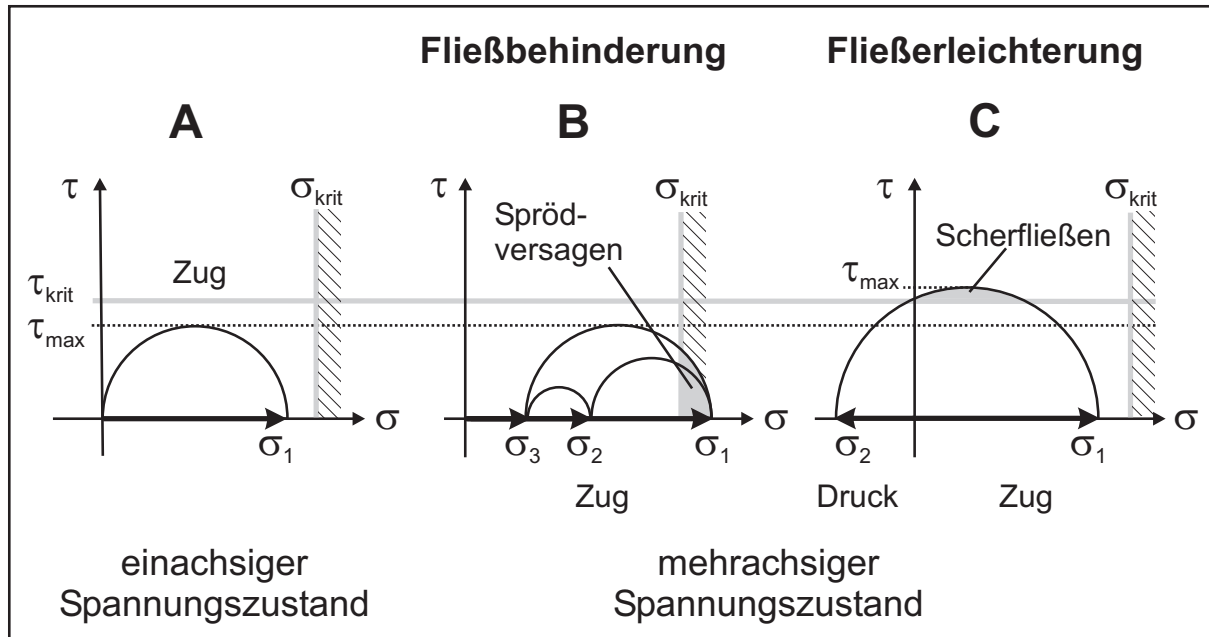 Fließbehinderung
Fließerleichterung
A
B
C
τ
σkrit
Zug
τkrit
τmax
σ
σ1
τ
σkrit
Spröd-
versagen
σ
σ3
σ2
σ1
Zug
τ
σkrit
Scherfließen
τmax
σ
σ2
σ1
Druck
Zug
einachsiger
Spannungszustand
mehrachsiger
Spannungszustand